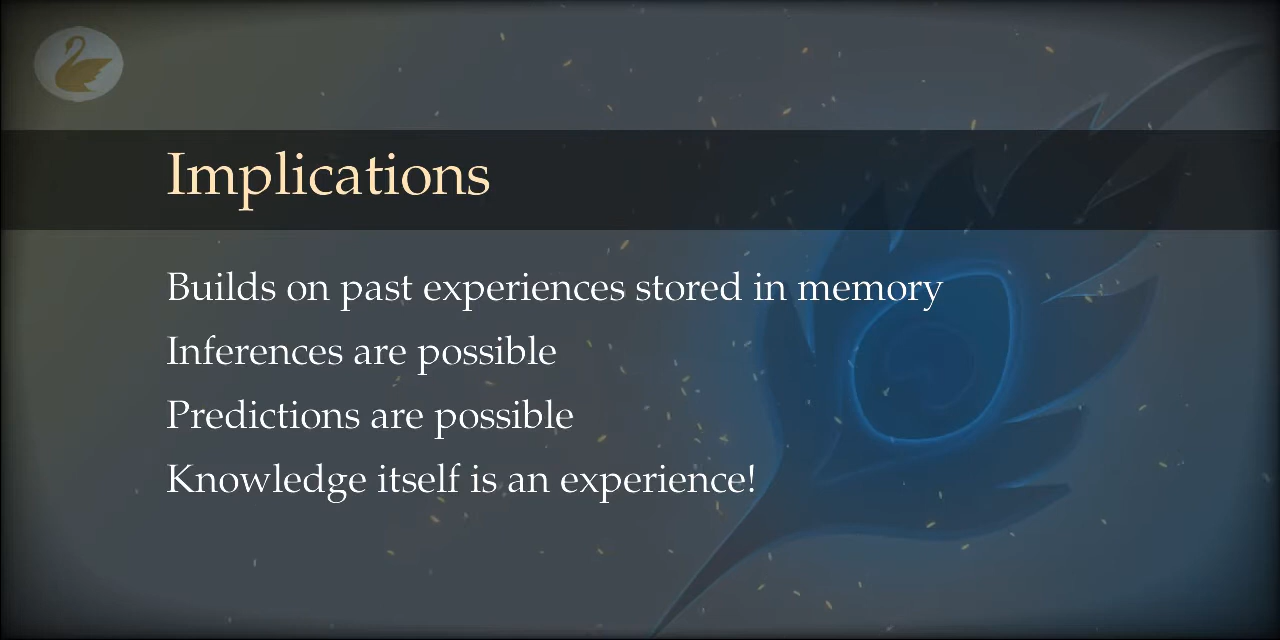 Implications
Builds on past experiences stored in memory
Inferences are possible
Predictions are possible
Knowledge itself is an experience!